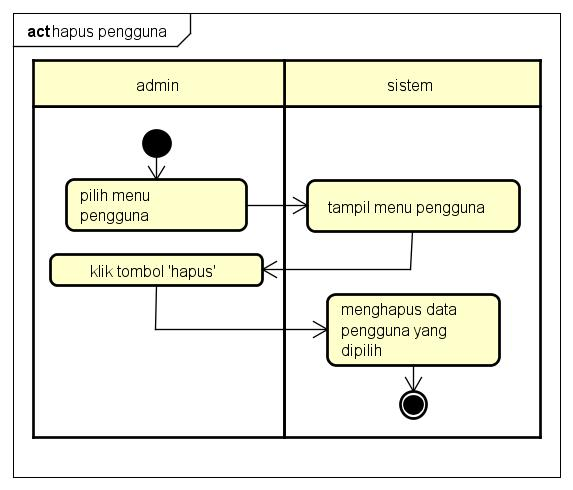 act hapus pengguna
admin
sistem
pilih menu
pengguna
tampil menu pengguna
klik tombol 'hapus'
menghapus data
pengguna yang
dipilih